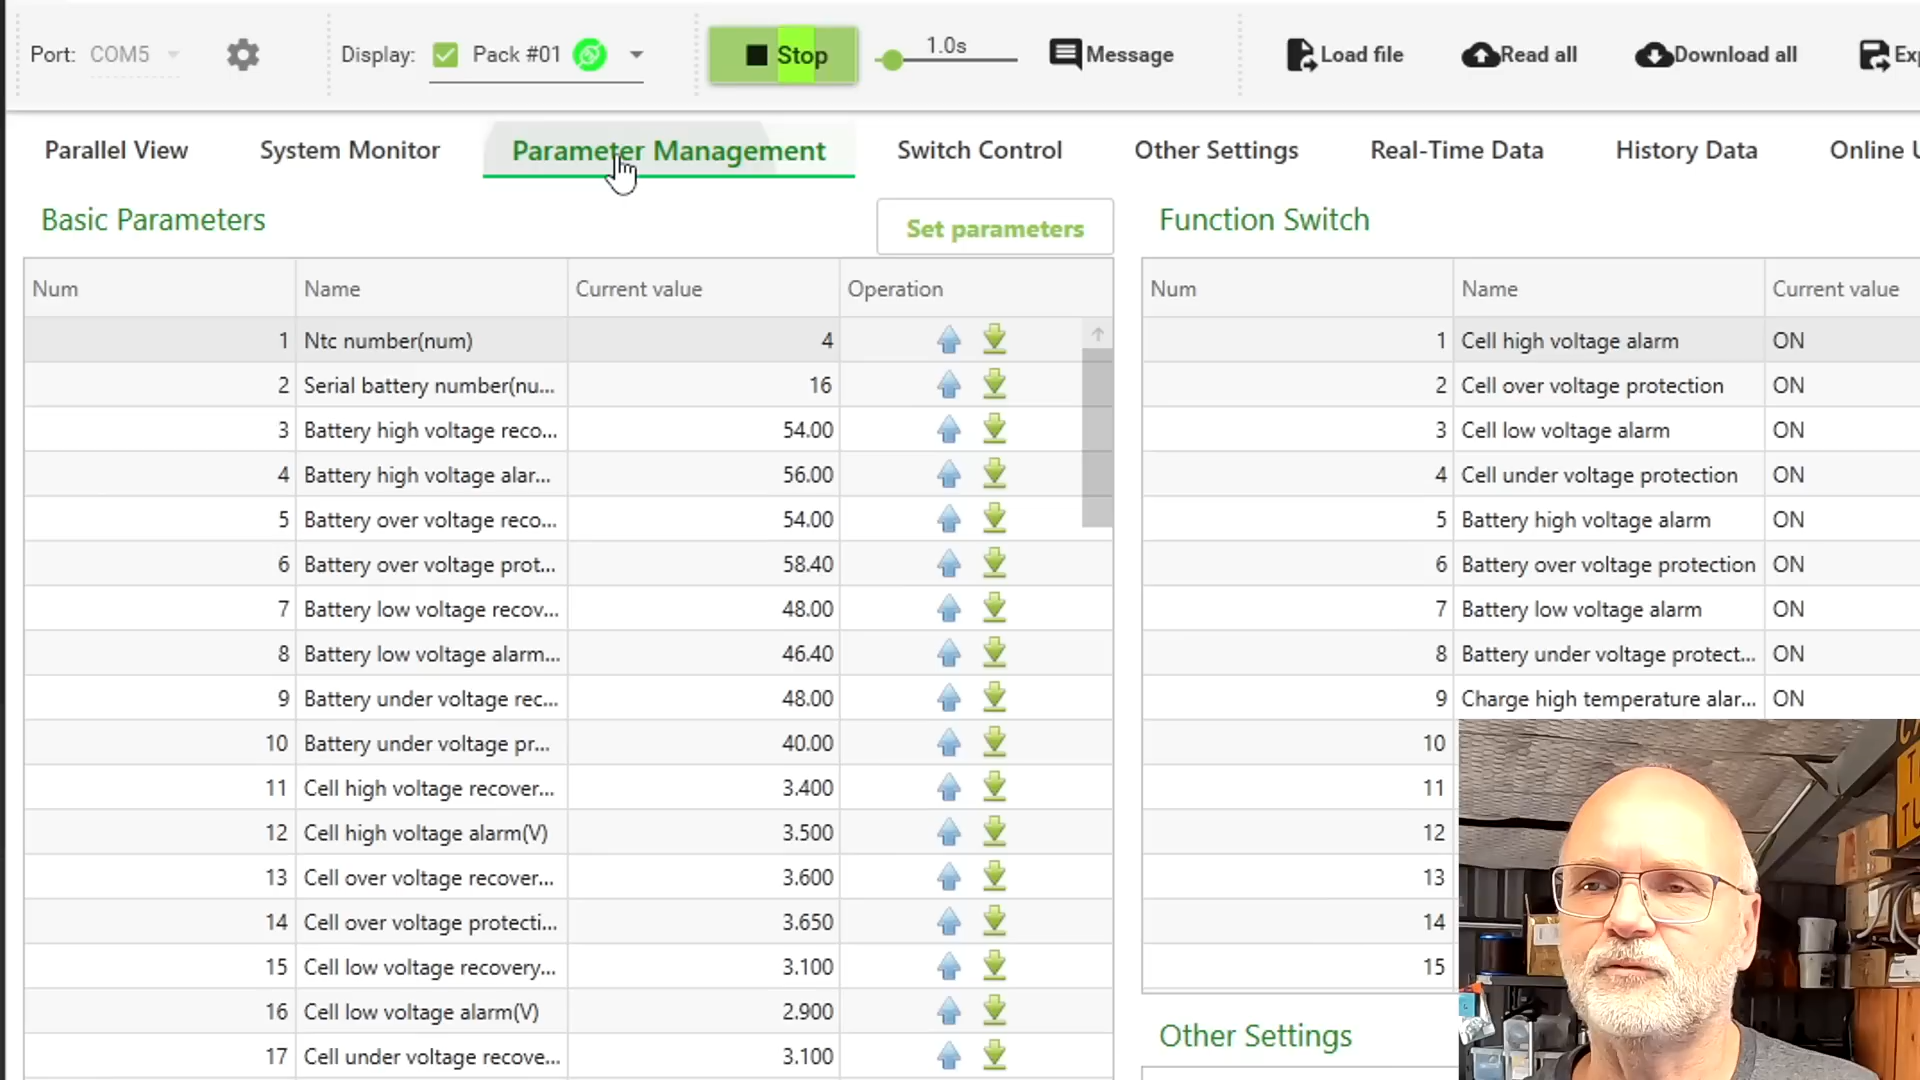 Port: COM5 Display: Pack #01 Stop 1.0s Message Load file Read all Download all Exp
Parallel View System Monitor Parameter Management Switch Control Other Settings Real-Time Data History Data Online U
Basic Parameters Set parameters
Num Name Current value Operation
1 Ntc number(num) 4
2 Serial battery number(nu... 16
3 Battery high voltage reco... 54.00
4 Battery high voltage alar... 56.00
5 Battery over voltage reco... 54.00
6 Battery over voltage prot... 58.40
7 Battery low voltage recov... 48.00
8 Battery low voltage alarm... 46.40
9 Battery under voltage rec... 48.00
10 Battery under voltage pr... 40.00
11 Cell high voltage recover... 3.400
12 Cell high voltage alarm(V) 3.500
13 Cell over voltage recover... 3.600
14 Cell over voltage protecti... 3.650
15 Cell low voltage recovery... 3.100
16 Cell low voltage alarm(V) 2.900
17 Cell under voltage recove... 3.100
Function Switch
Num Name Current value
1 Cell high voltage alarm ON
2 Cell over voltage protection ON
3 Cell low voltage alarm ON
4 Cell under voltage protection ON
5 Battery high voltage alarm ON
6 Battery over voltage protection ON
7 Battery low voltage alarm ON
8 Battery under voltage protect... ON
9 Charge high temperature alar... ON
10
11
12
13
14
15
Other Settings